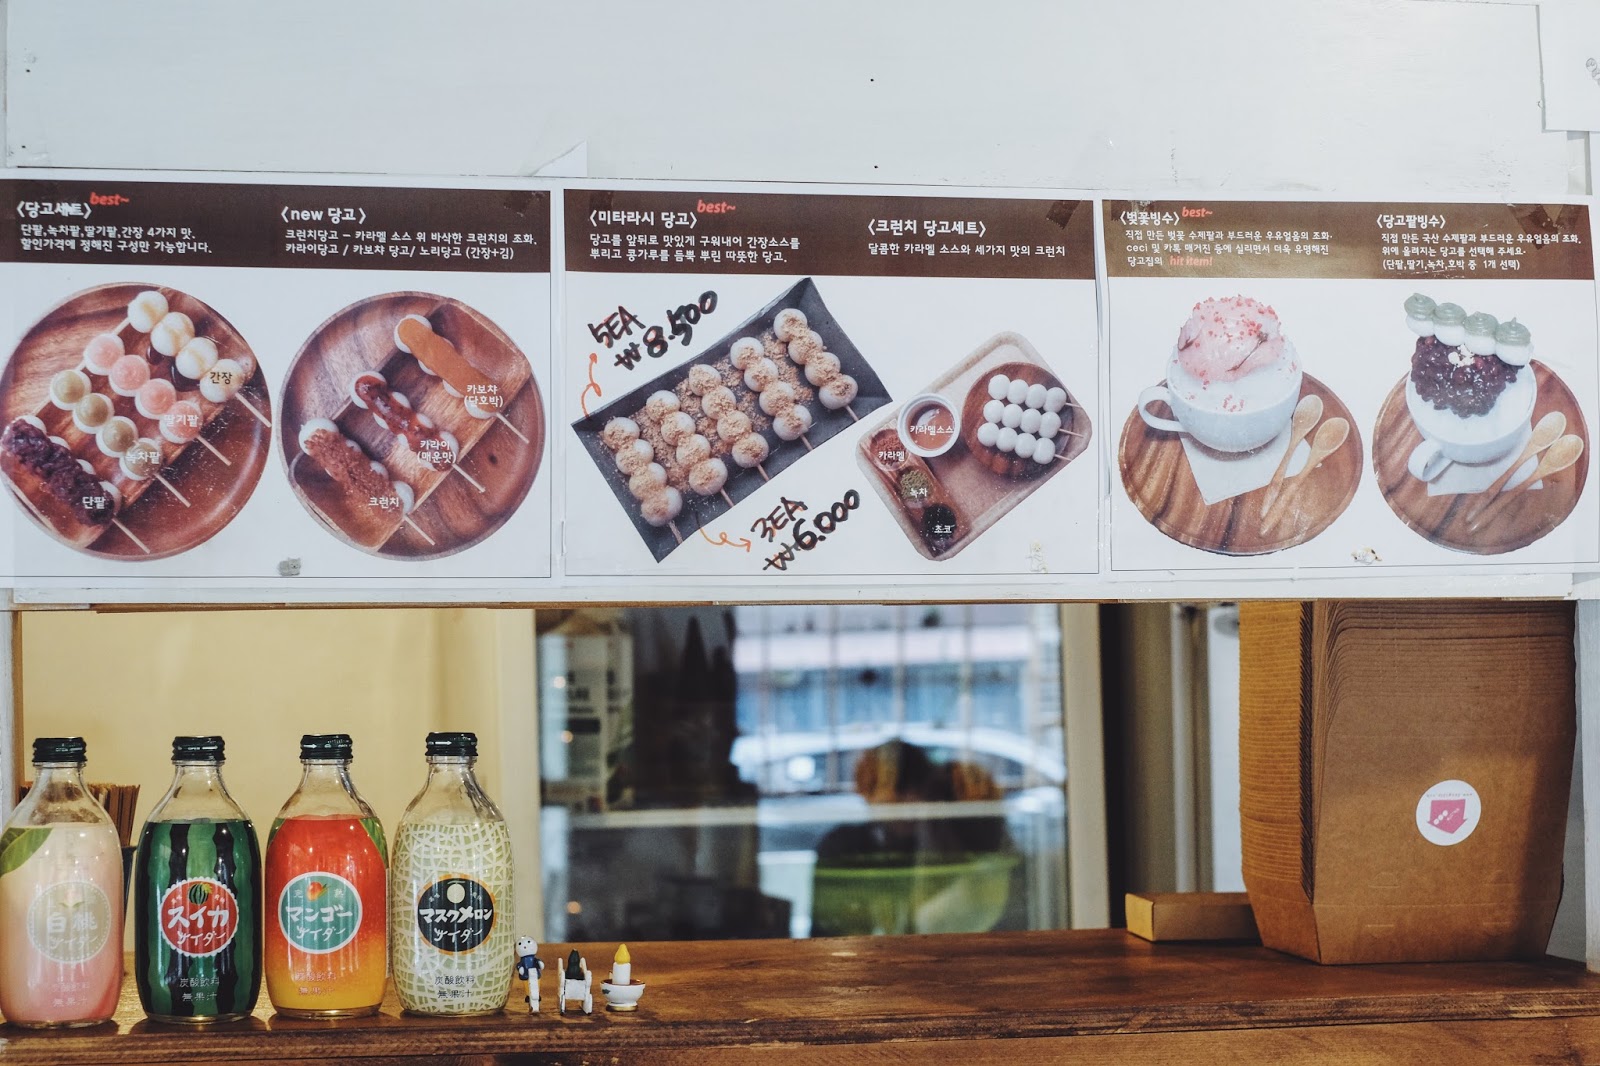 <당고세트> best~
단팥,녹차팥,딸기팥,간장 4가지 맛.
할인가격에 정해진 구성만 가능합니다.
<new 당고>
크런치당고 - 카라멜 소스 위 바삭한 크런치의 조화.
카라이당고 / 카보챠 당고/ 노리당고 (간장+김)
간장
딸기팥
녹차팥
단팥
카보챠
(단호박)
카라이
(매운맛)
크런치
<미타라시 당고> best~
당고를 앞뒤로 맛있게 구워내어 간장소스를
뿌리고 콩가루를 듬뿍 뿌린 따뜻한 당고.
5EA
₩8.500
3EA
₩6.000
<크런치 당고세트>
달콤한 카라멜 소스와 세가지 맛의 크런치
카라멜소스
카라멜
녹차
초코
<벚꽃빙수> best~
직접 만든 벚꽃 수제팥과 부드러운 우유얼음의 조화·
ceci 및 카톡 매거진 등에 실리면서 더욱 유명해진
당고집의 hit item!
<당고팥빙수>
직접 만든 국산 수제팥과 부드러운 우유얼음의 조화.
위에 올려지는 당고를 선택해 주세요·
(단팥,딸기,녹차,호박 중 1개 선택)
白桃
サイダー
炭酸飲料
無果汁
スイカ
サイダー
炭酸飲料
無果汁
完熟
マンゴー
サイダー
炭酸飲料
無果汁
マスクメロン
サイダー
炭酸飲料
無果汁